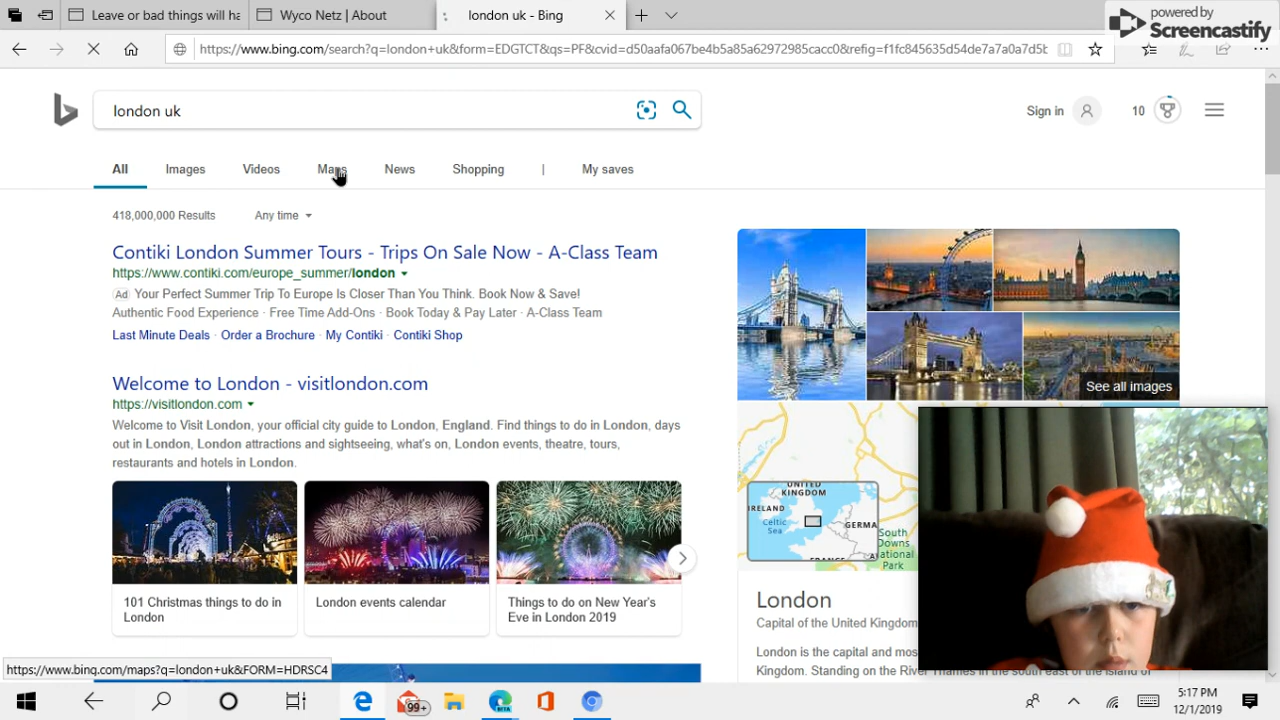 Leave or bad things will ha
Wyco Netz | About
london uk - Bing
powered by
Screencastify
https://www.bing.com/search?q=london+uk&form=EDGTCT&qs=PF&cvid=d50aafa067be4b5a85a62972985cacc0&refig=f1fc845635d54de7a7a0a7d5b
london uk
Sign in
10
All Images Videos Maps News Shopping | My saves
418,000,000 Results Any time
Contiki London Summer Tours - Trips On Sale Now - A-Class Team
https://www.contiki.com/europe_summer/london
Ad Your Perfect Summer Trip To Europe Is Closer Than You Think. Book Now & Save!
Authentic Food Experience · Free Time Add-Ons · Book Today & Pay Later · A-Class Team
Last Minute Deals · Order a Brochure · My Contiki · Contiki Shop
See all images
Welcome to London - visitlondon.com
https://visitlondon.com
Welcome to Visit London, your official city guide to London, England. Find things to do in London, days
out in London, London attractions and sightseeing, what's on, London events, theatre, tours,
restaurants and hotels in London.
UNITED
KINGDOM
IRELAND
Celtic
Sea
GERMA
FRANCE
South
Downs
National
Park
101 Christmas things to do in
London
London events calendar
Things to do on New Year's
Eve in London 2019
London
Capital of the United Kingdom
London is the capital and mos
Kingdom. Standing on the River Thames in the south east of the island of
https://www.bing.com/maps?q=london+uk&FORM=HDRSC4
99+
BETA
5:17 PM
12/1/2019